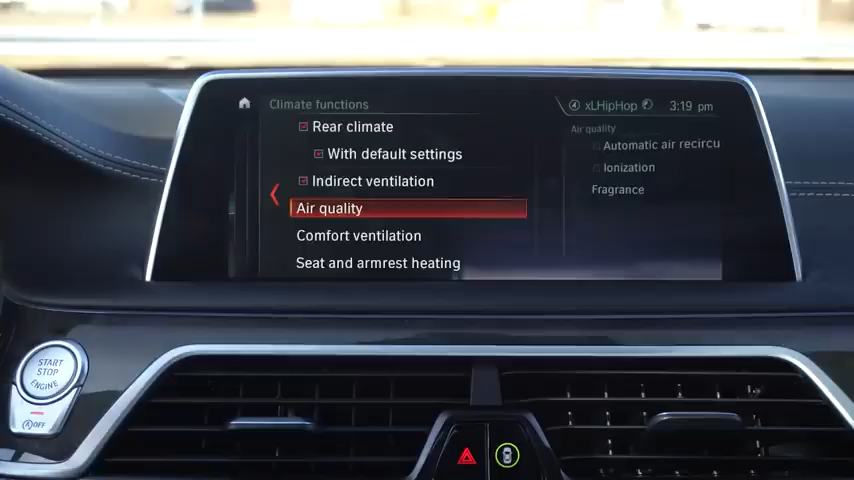 Climate functions
xLHipHop
3:19 pm
Rear climate
With default settings
Indirect ventilation
Air quality
Comfort ventilation
Seat and armrest heating
Air quality
Automatic air recircu
Ionization
Fragrance
START
STOP
ENGINE
OFF